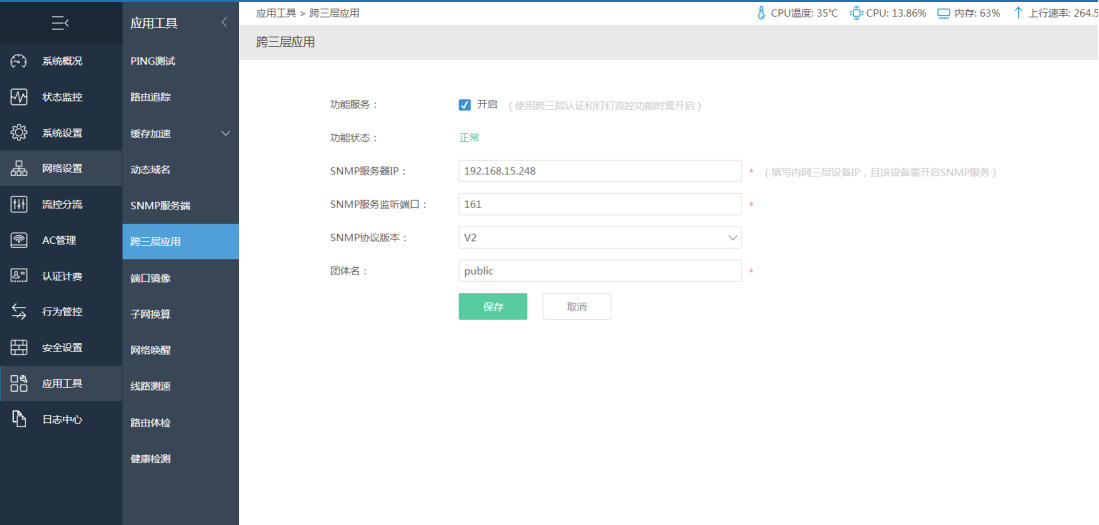 应用工具
系统概况
状态监控
系统设置
网络设置
流控分流
AC管理
认证计费
行为管控
安全设置
应用工具
日志中心
PING测试
路由追踪
缓存加速
动态域名
SNMP服务端
跨三层应用
端口镜像
子网换算
网络唤醒
线路测速
路由体检
健康检测
应用工具 > 跨三层应用
CPU温度: 35℃ CPU: 13.86% 内存: 63% 上行速率: 264.5
跨三层应用
功能服务： 开启 （使用跨三层认证和钉钉流控功能时需开启）
功能状态： 正常
SNMP服务器IP： 192.168.15.248 * （填写内网三层设备IP，且该设备需开启SNMP服务）
SNMP服务监听端口： 161 *
SNMP协议版本： V2
团体名： public *
保存 取消